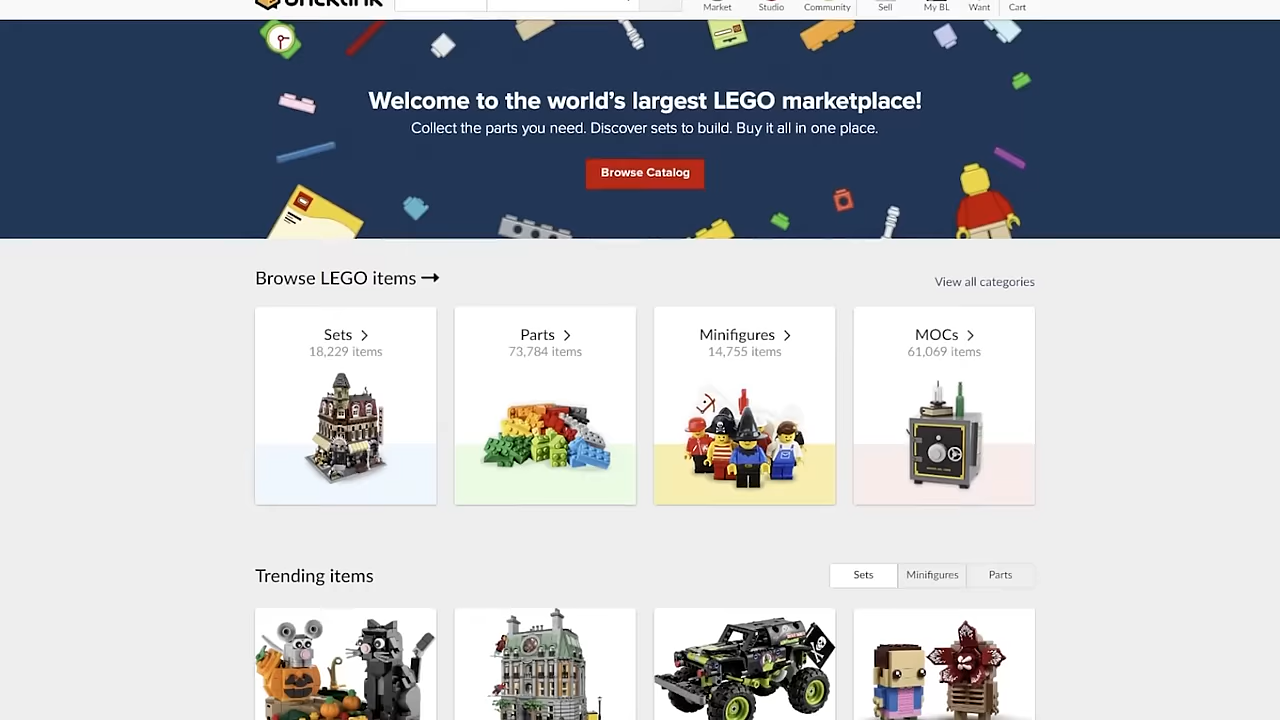 bricklink
Market Studio Community Sell My BL Want Cart
Welcome to the world's largest LEGO marketplace!
Collect the parts you need. Discover sets to build. Buy it all in one place.
Browse Catalog
Browse LEGO items →
View all categories
Sets >
18,229 items
Parts >
73,784 items
Minifigures >
14,755 items
MOCs >
61,069 items
Trending items
Sets Minifigures Parts